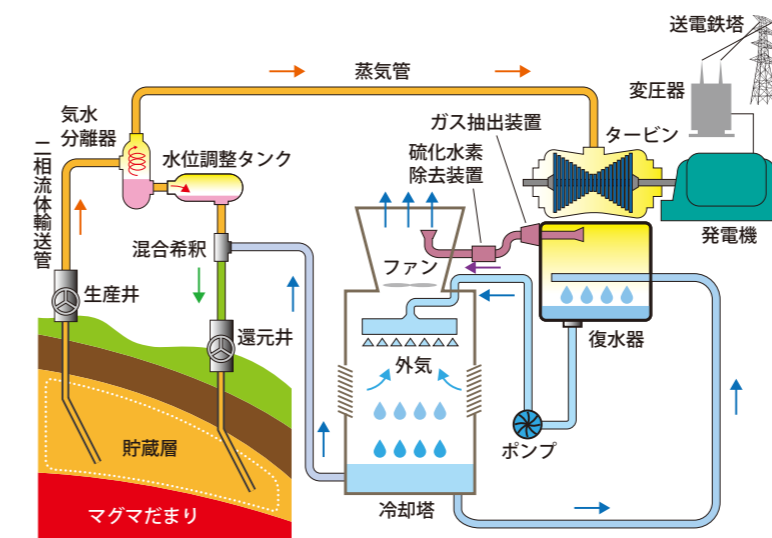 送電鉄塔
蒸気管
変圧器
気水
分離器
ガス抽出装置
タービン
水位調整タンク
硫化水素
除去装置
二相流体輸送管
発電機
混合希釈
ファン
生産井
還元井
復水器
外気
貯蔵層
ポンプ
マグマだまり
冷却塔